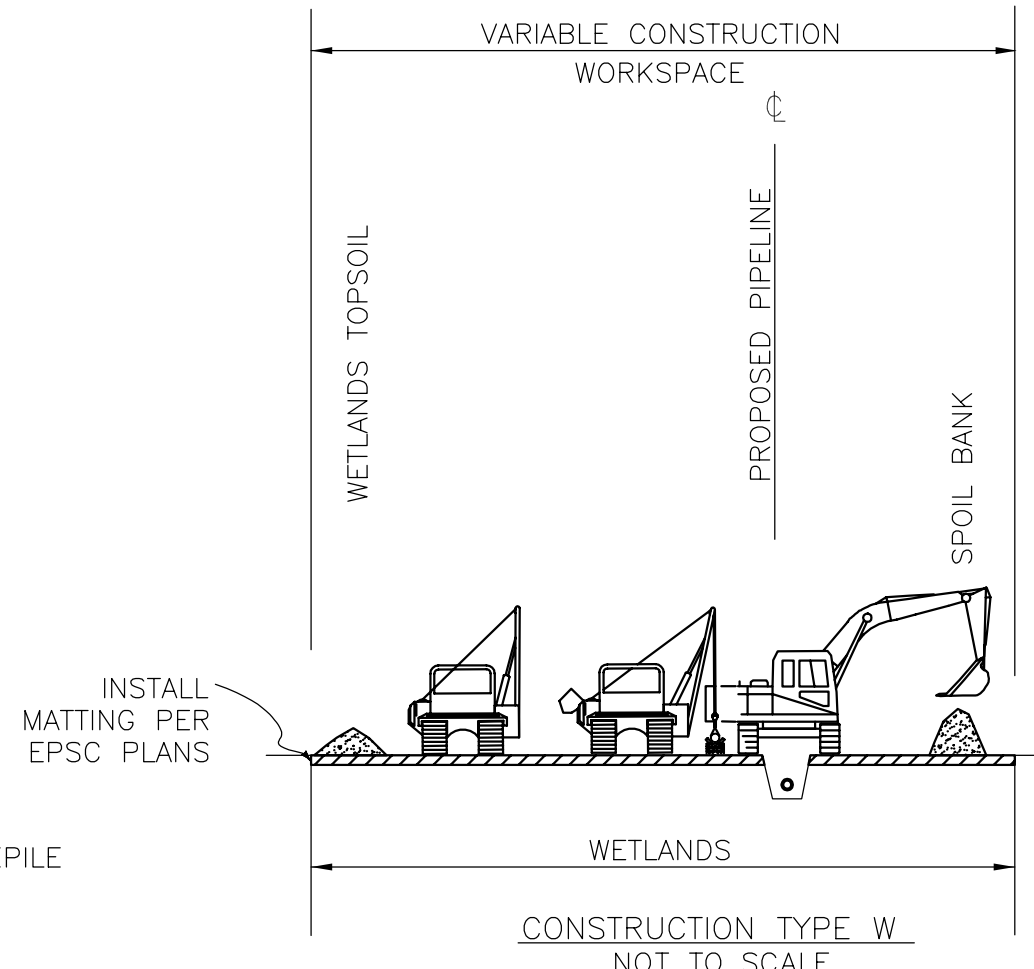 VARIABLE CONSTRUCTION
WORKSPACE
℄
WETLANDS TOPSOIL
PROPOSED PIPELINE
SPOIL BANK
INSTALL
MATTING PER
EPSC PLANS
PILE
WETLANDS
CONSTRUCTION TYPE W
NOT TO SCALE